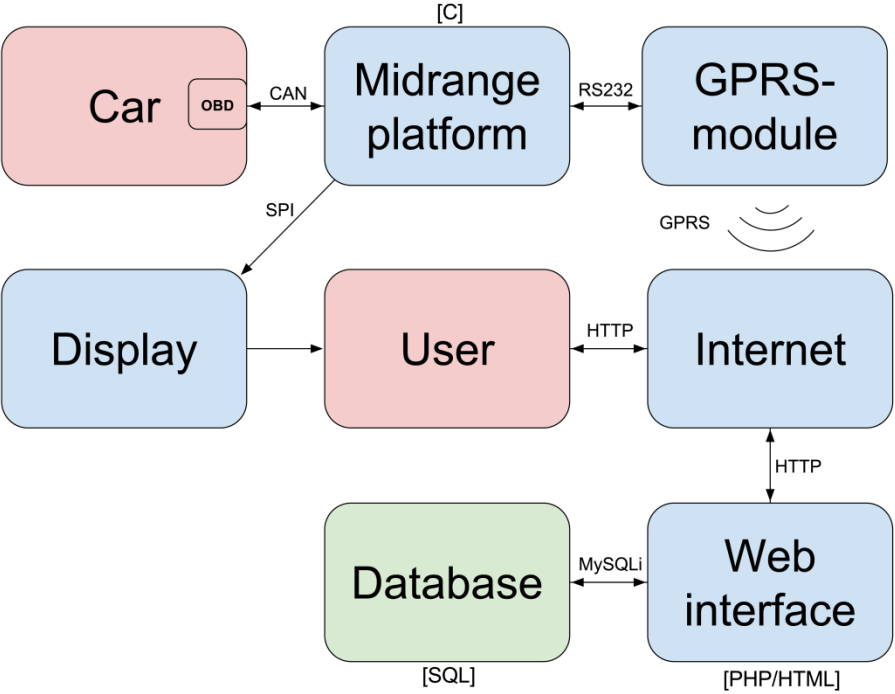 [C]
Car
OBD
CAN
Midrange
platform
RS232
GPRS-
module
SPI
GPRS
Display
User
HTTP
Internet
HTTP
Database
MySQLi
Web
interface
[SQL]
[PHP/HTML]